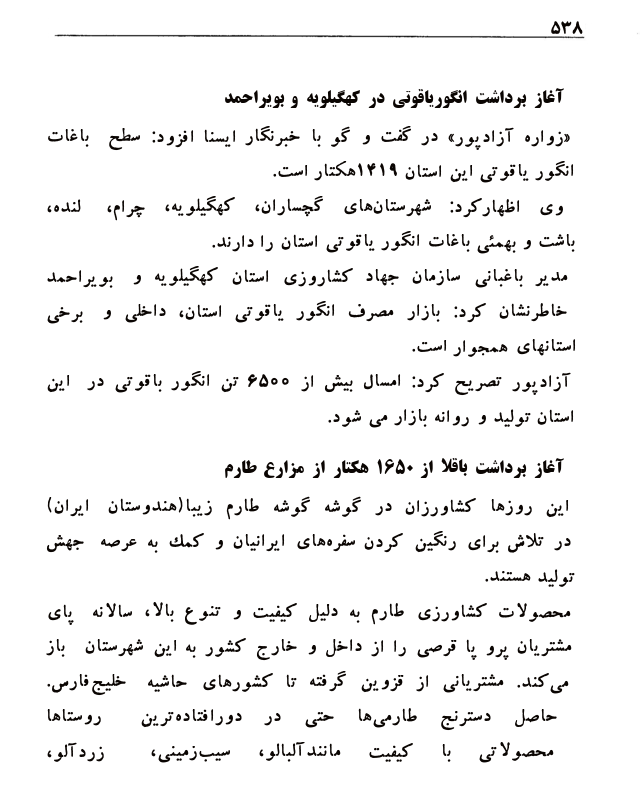 ۵۳۸
آغاز برداشت انگورياقوتی در کهگيلويه و بويراحمد
«زواره آزادپور» در گفت و گو با خبرنگار ايسنا افزود: سطح باغات
انگور ياقوتی اين استان ۱۴۱۹هکتار است.
وی اظهارکرد: شهرستان‌های گچساران، کهگيلويه، چرام، لنده،
باشت و بهمئی باغات انگور ياقوتی استان را دارند.
مدير باغبانی سازمان جهاد کشاروزی استان کهگيلويه و بويراحمد
خاطرنشان کرد: بازار مصرف انگور ياقوتی استان، داخلی و برخی
استانهای همجوار است.
آزادپور تصريح کرد: امسال بيش از ۶۵۰۰ تن انگور باقوتی در اين
استان توليد و روانه بازار می شود.
آغاز برداشت باقلا از ۱۶۵۰ هکتار از مزارع طارم
اين روزها کشاورزان در گوشه گوشه طارم زيبا(هندوستان ايران)
در تلاش برای رنگين کردن سفره‌های ايرانيان و کمك به عرصه جهش
توليد هستند.
محصولات کشاورزی طارم به دليل کيفيت و تنوع بالا، سالانه پای
مشتريان پرو پا قرصی را از داخل و خارج کشور به اين شهرستان باز
می‌کند. مشتريانی از قزوين گرفته تا کشورهای حاشيه خليج‌فارس.
حاصل دسترنج طارمی‌ها حتی در دورافتاده‌ترين روستاها
محصولاتی با کيفيت مانندآلبالو، سيب‌زمينی، زردآلو،